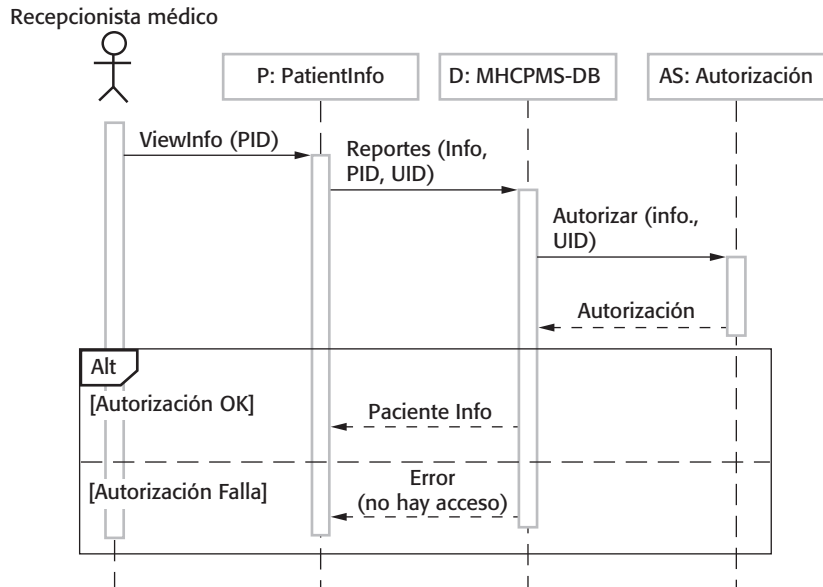 Recepcionista médico
P: PatientInfo
D: MHCPMS-DB
AS: Autorización
ViewInfo (PID)
Reportes (Info,
PID, UID)
Autorizar (info.,
UID)
Autorización
Alt
[Autorización OK]
Paciente Info
[Autorización Falla]
Error
(no hay acceso)